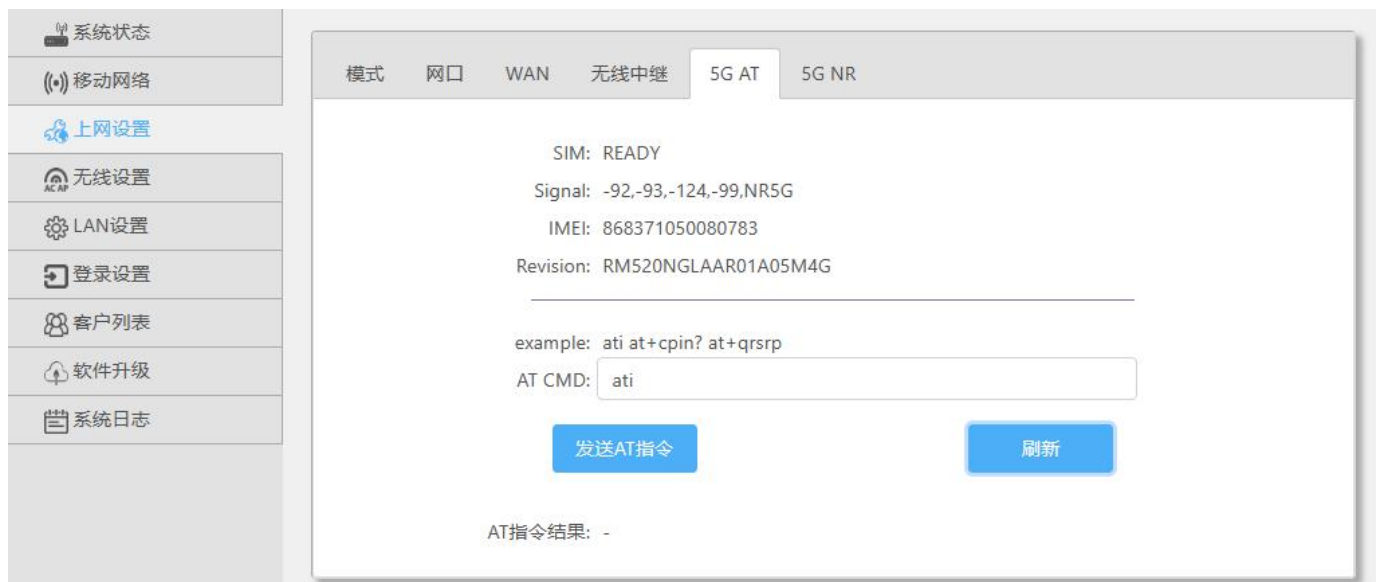 系统状态
移动网络
上网设置
AC AP 无线设置
LAN设置
登录设置
客户列表
软件升级
系统日志
模式 网口 WAN 无线中继 5G AT 5G NR
SIM: READY
Signal: -92,-93,-124,-99,NR5G
IMEI: 868371050080783
Revision: RM520NGLAAR01A05M4G
example: ati at+cpin? at+qrsrp
AT CMD: ati
发送AT指令 刷新
AT指令结果: -